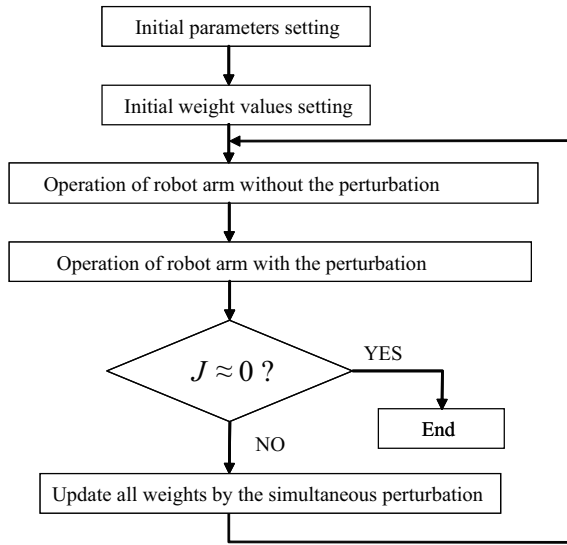 Initial parameters setting
Initial weight values setting
Operation of robot arm without the perturbation
Operation of robot arm with the perturbation
J ≈ 0 ?
YES
End
NO
Update all weights by the simultaneous perturbation